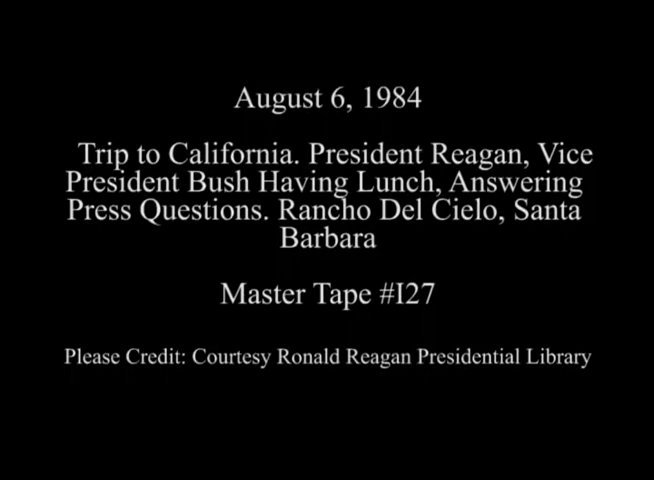 August 6, 1984
Trip to California. President Reagan, Vice
President Bush Having Lunch, Answering
Press Questions. Rancho Del Cielo, Santa
Barbara
Master Tape #I27
Please Credit: Courtesy Ronald Reagan Presidential Library